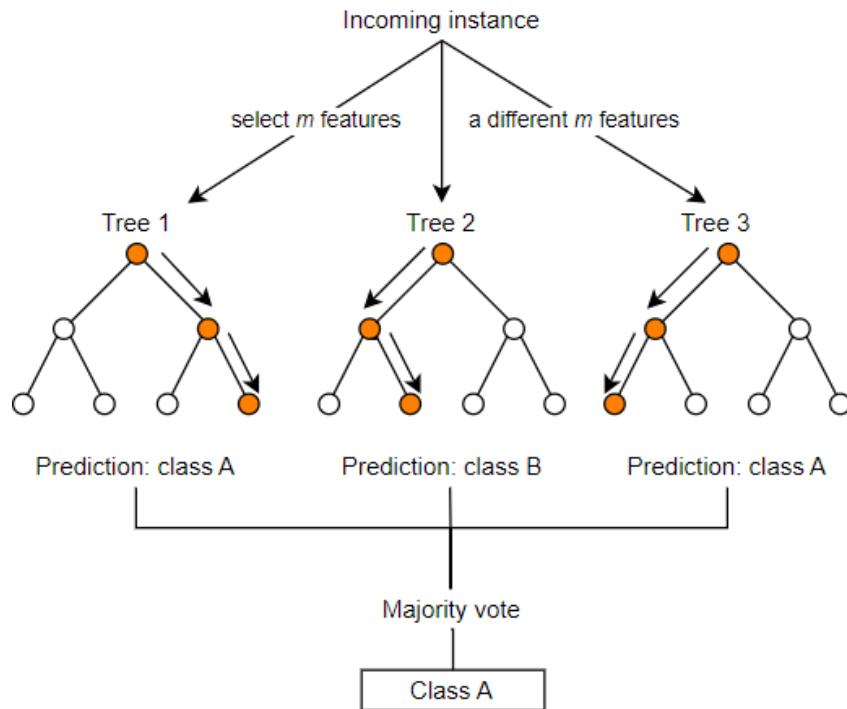 Incoming instance
select m features
a different m features
Tree 1
Tree 2
Tree 3
Prediction: class A
Prediction: class B
Prediction: class A
Majority vote
Class A